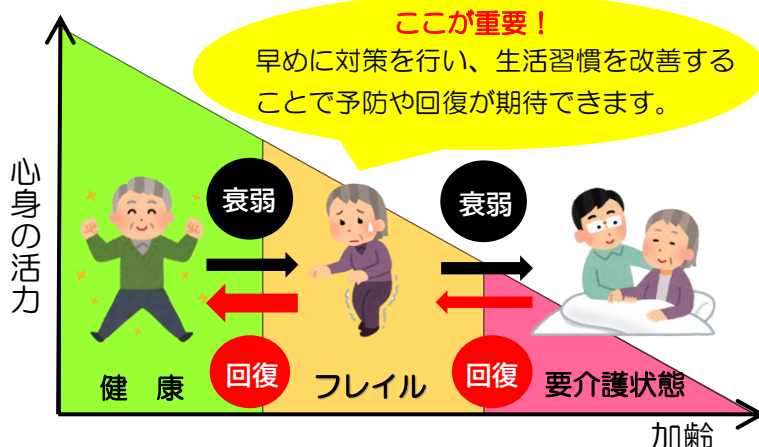 ここが重要！
早めに対策を行い、生活習慣を改善する
ことで予防や回復が期待できます。
心身の活力
衰弱
衰弱
回復
回復
健　康
フレイル
要介護状態
加齢